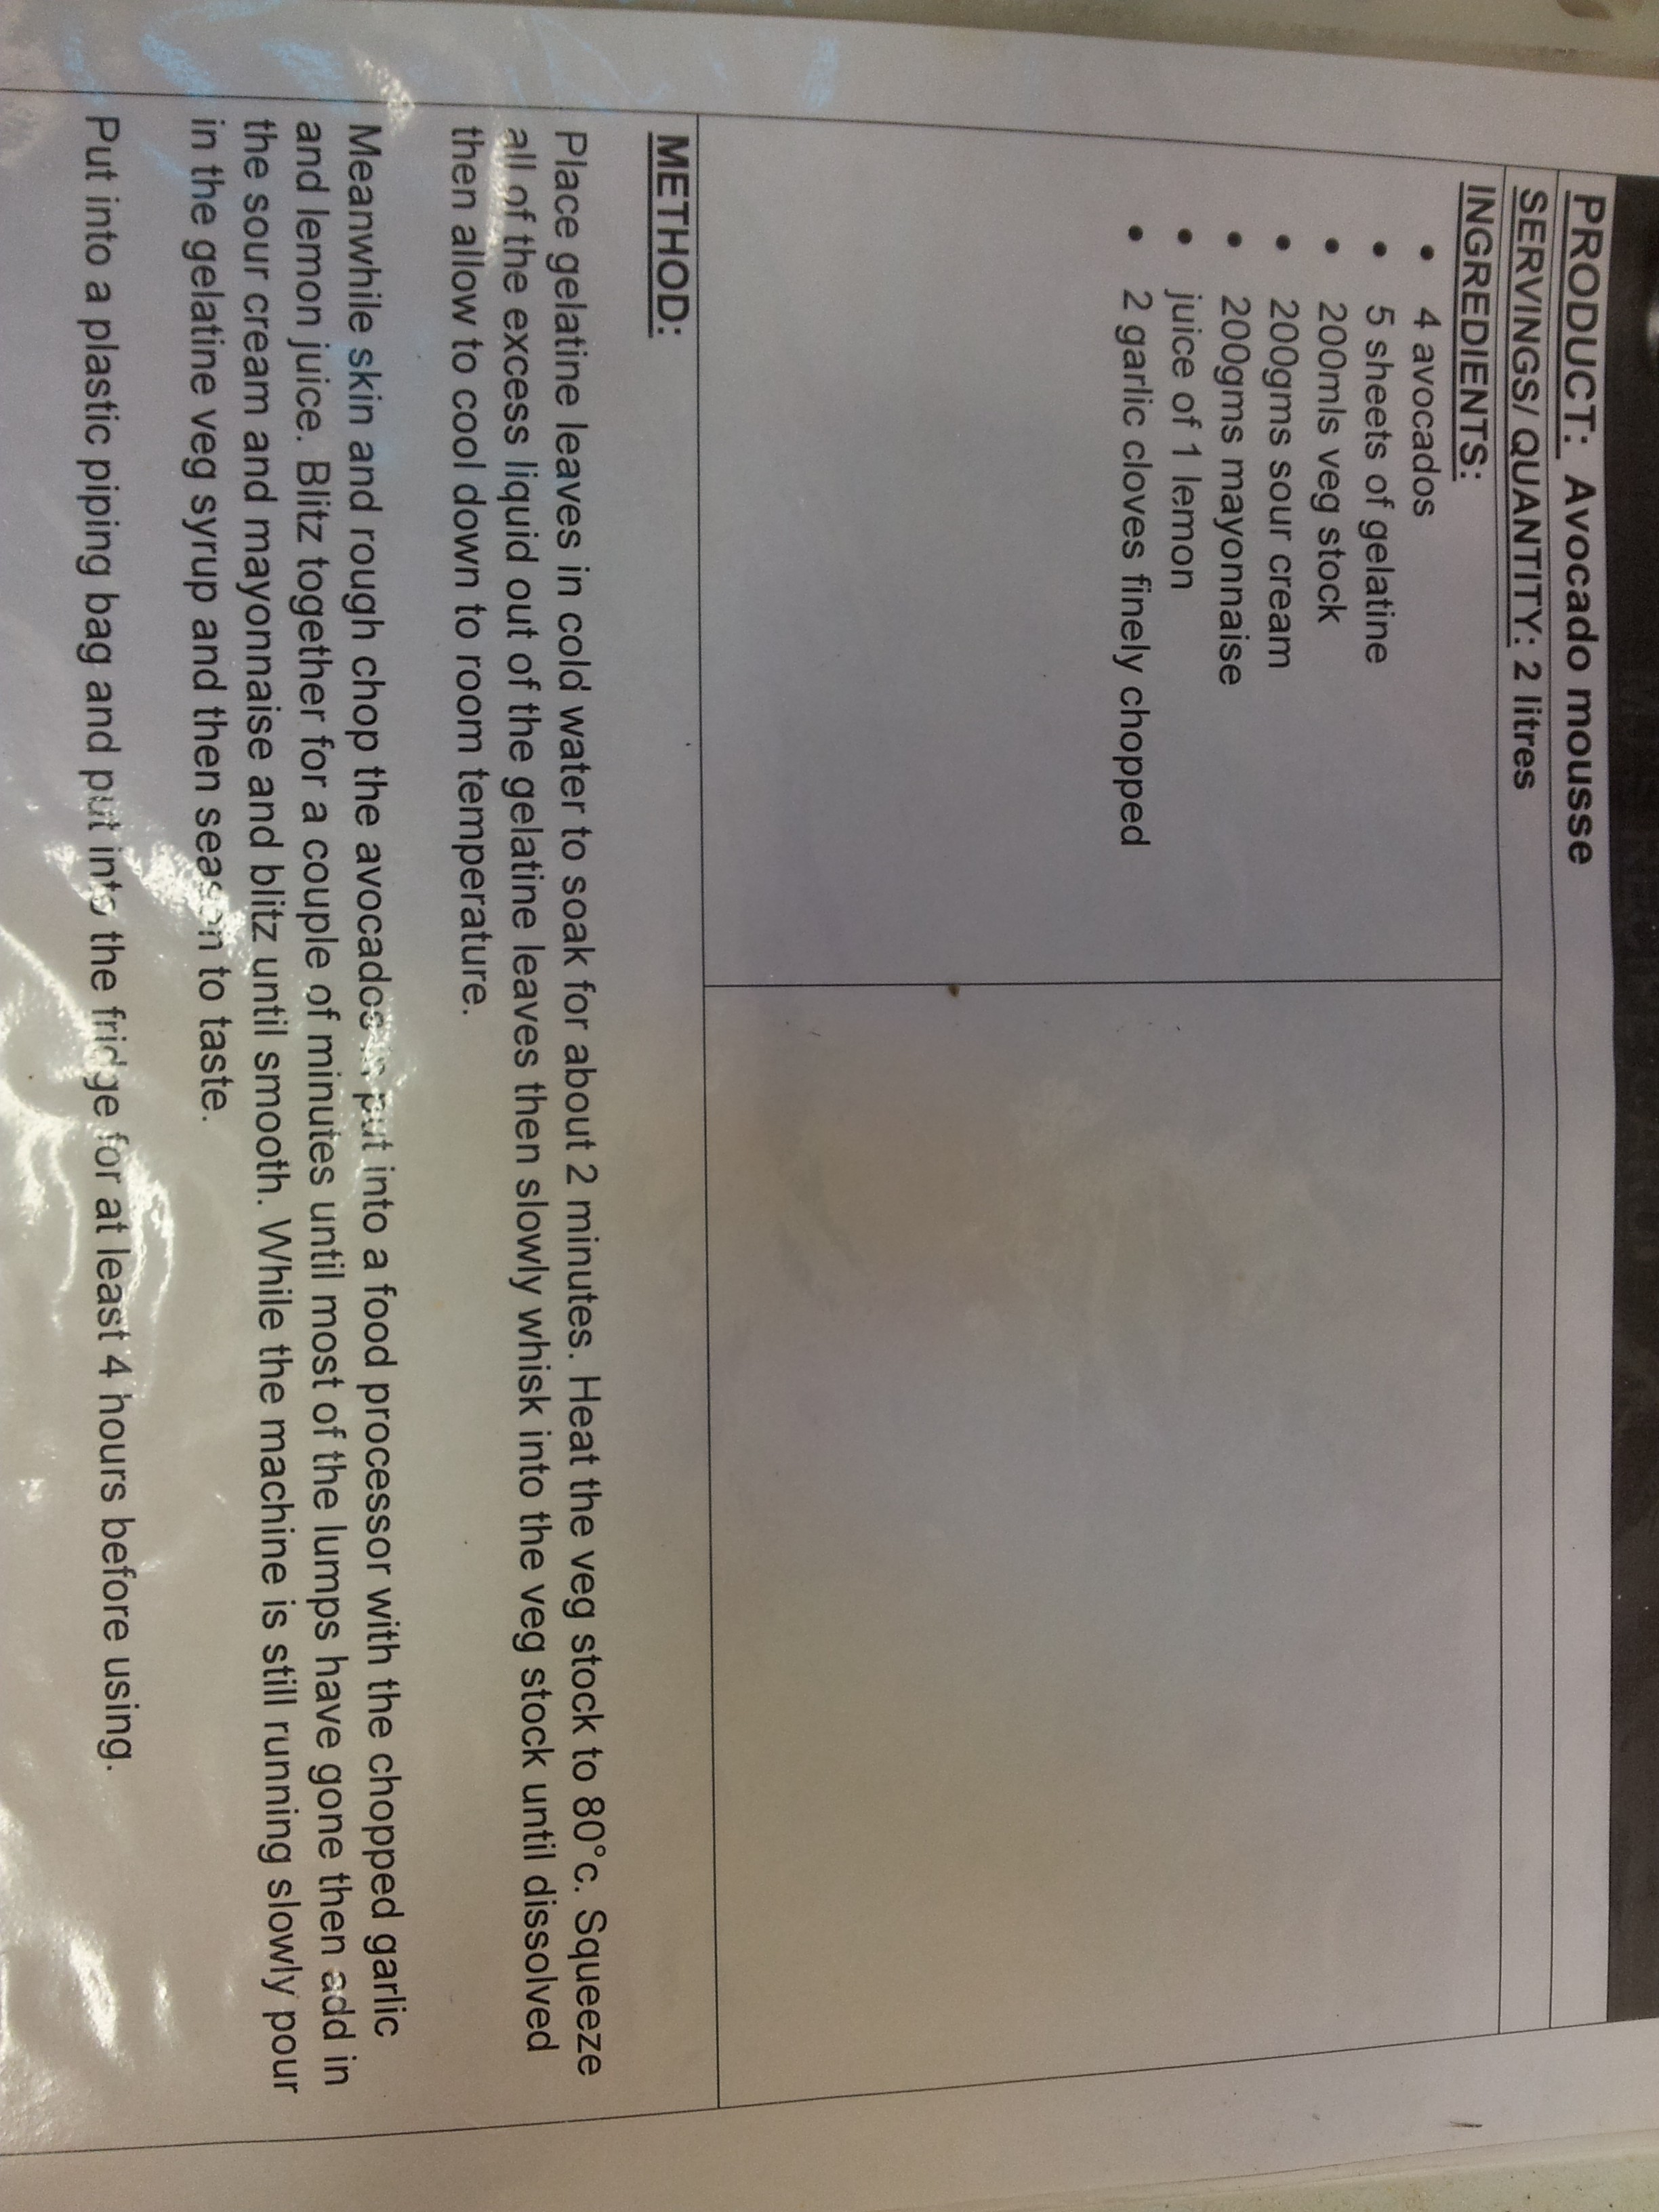 PRODUCT: Avocado mousse
SERVINGS/ QUANTITY: 2 litres
INGREDIENTS:
• 4 avocados
• 5 sheets of gelatine
• 200mls veg stock
• 200gms sour cream
• 200gms mayonnaise
• juice of 1 lemon
• 2 garlic cloves finely chopped
METHOD:
Place gelatine leaves in cold water to soak for about 2 minutes. Heat the veg stock to 80°c. Squeeze
all of the excess liquid out of the gelatine leaves then slowly whisk into the veg stock until dissolved
then allow to cool down to room temperature.
Meanwhile skin and rough chop the avocados put into a food processor with the chopped garlic
and lemon juice. Blitz together for a couple of minutes until most of the lumps have gone then add in
the sour cream and mayonnaise and blitz until smooth. While the machine is still running slowly pour
in the gelatine veg syrup and then season to taste.
Put into a plastic piping bag and put into the fridge for at least 4 hours before using.